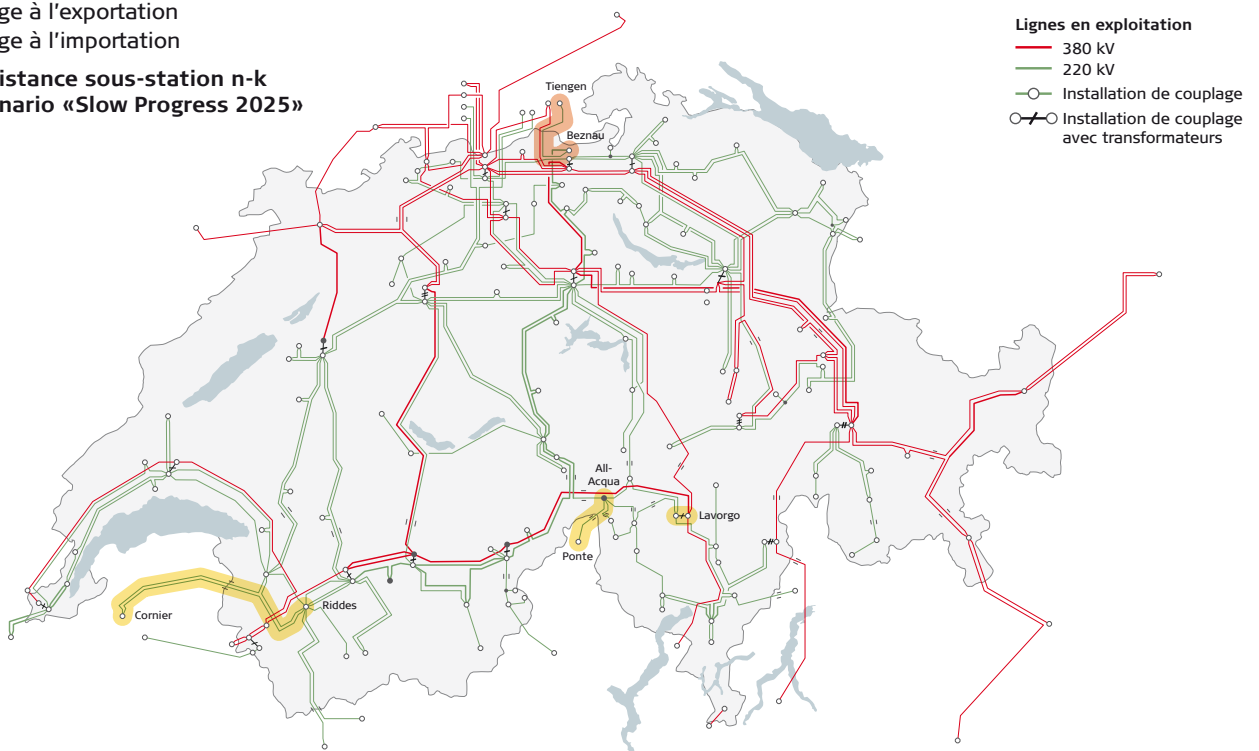 ge à l'exportation
ge à l'importation
istance sous-station n-k
nario «Slow Progress 2025»
Lignes en exploitation
380 kV
220 kV
Installation de couplage
Installation de couplage
avec transformateurs
Tiengen
Beznau
All-
Acqua
Lavorgo
Ponte
Cornier
Riddes